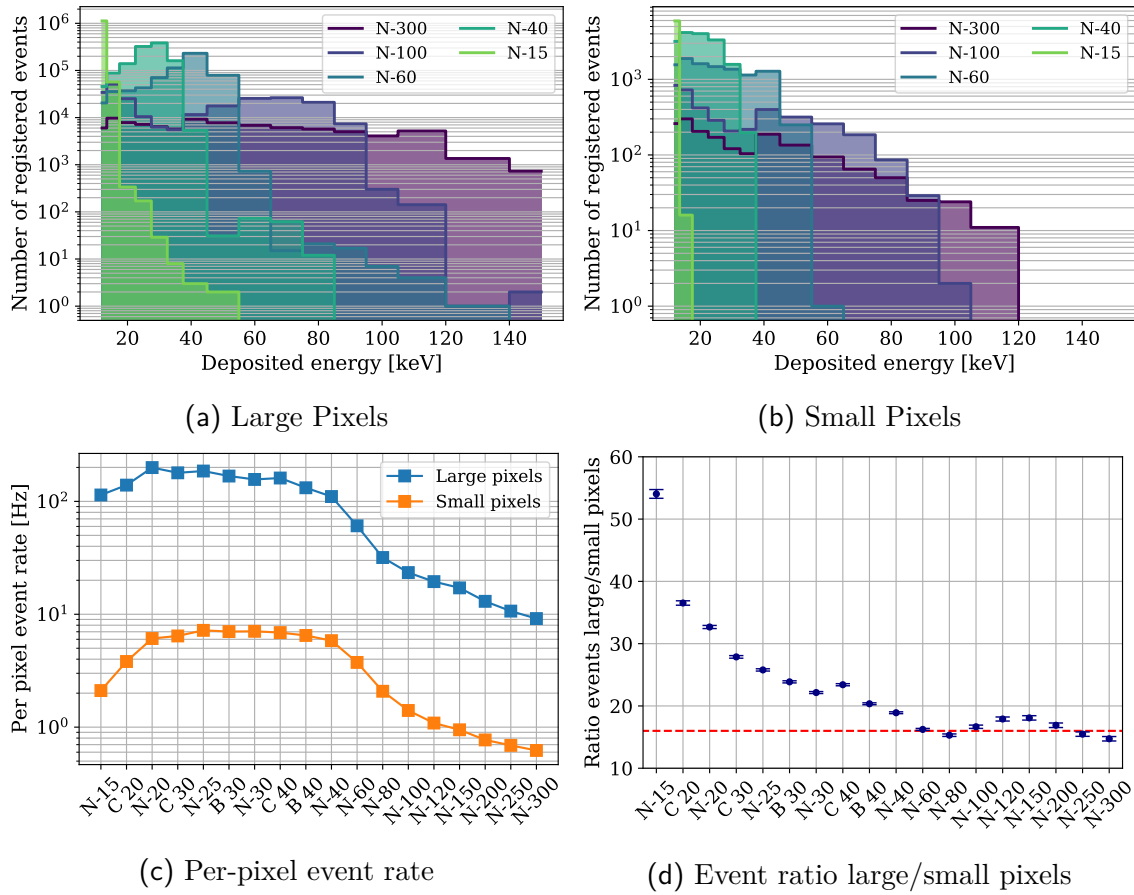 Number of registered events
10^6
10^5
10^4
10^3
10^2
10^1
10^0
N-300
N-100
N-60
N-40
N-15
20 40 60 80 100 120 140
Deposited energy [keV]
(a) Large Pixels
Number of registered events
10^3
10^2
10^1
10^0
N-300
N-100
N-60
N-40
N-15
20 40 60 80 100 120 140
Deposited energy [keV]
(b) Small Pixels
Per pixel event rate [Hz]
10^2
10^1
10^0
Large pixels
Small pixels
N-15 C 20 N-20 C 30 N-25 B 30 N-30 C 40 B 40 N-40 N-60 N-80 N-100 N-120 N-150 N-200 N-250 N-300
(c) Per-pixel event rate
Ratio events large/small pixels
60
50
40
30
20
10
N-15 C 20 N-20 C 30 N-25 B 30 N-30 C 40 B 40 N-40 N-60 N-80 N-100 N-120 N-150 N-200 N-250 N-300
(d) Event ratio large/small pixels